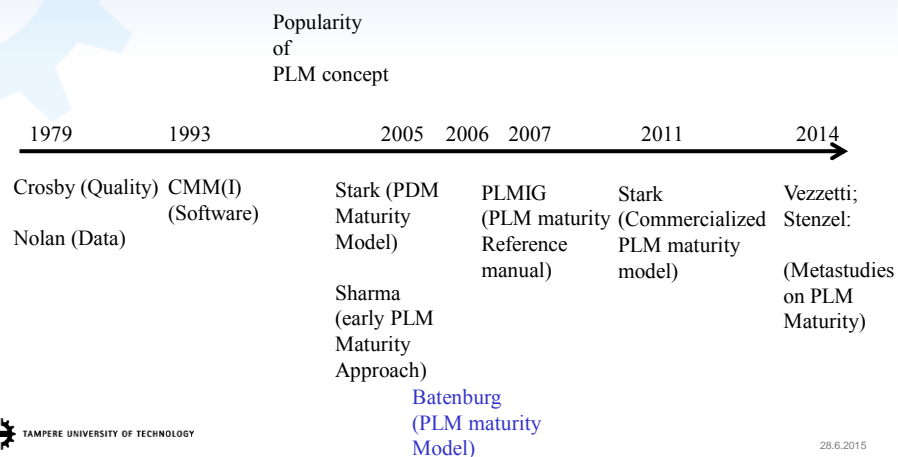 Popularity
of
PLM concept
1979 1993 2005 2006 2007 2011 2014
Crosby (Quality)
Nolan (Data)
CMM(I)
(Software)
Stark (PDM
Maturity
Model)
Sharma
(early PLM
Maturity
Approach)
Batenburg
(PLM maturity
Model)
PLMIG
(PLM maturity
Reference
manual)
Stark
(Commercialized
PLM maturity
model)
Vezzetti;
Stenzel:
(Metastudies
on PLM
Maturity)
TAMPERE UNIVERSITY OF TECHNOLOGY
28.6.2015